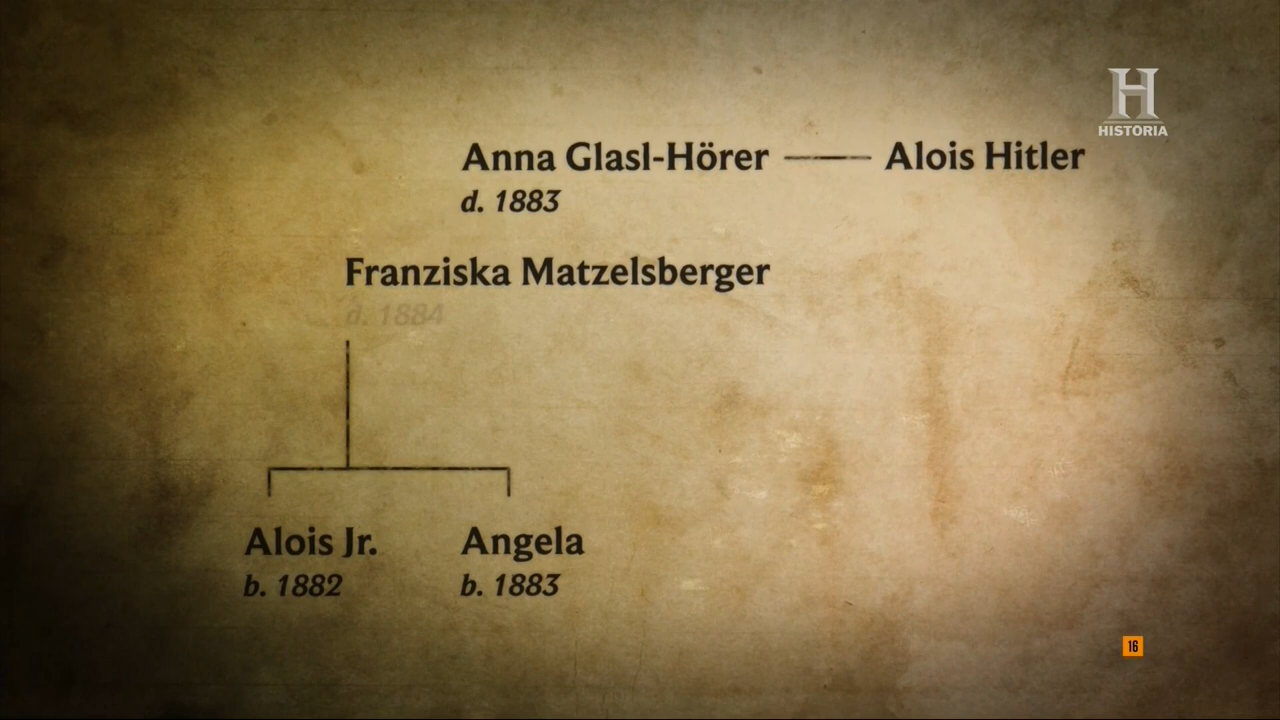 H
HISTORIA
Anna Glasl-Hörer
Alois Hitler
d. 1883
Franziska Matzelsberger
d. 1884
Alois Jr.
Angela
b. 1882
b. 1883
16